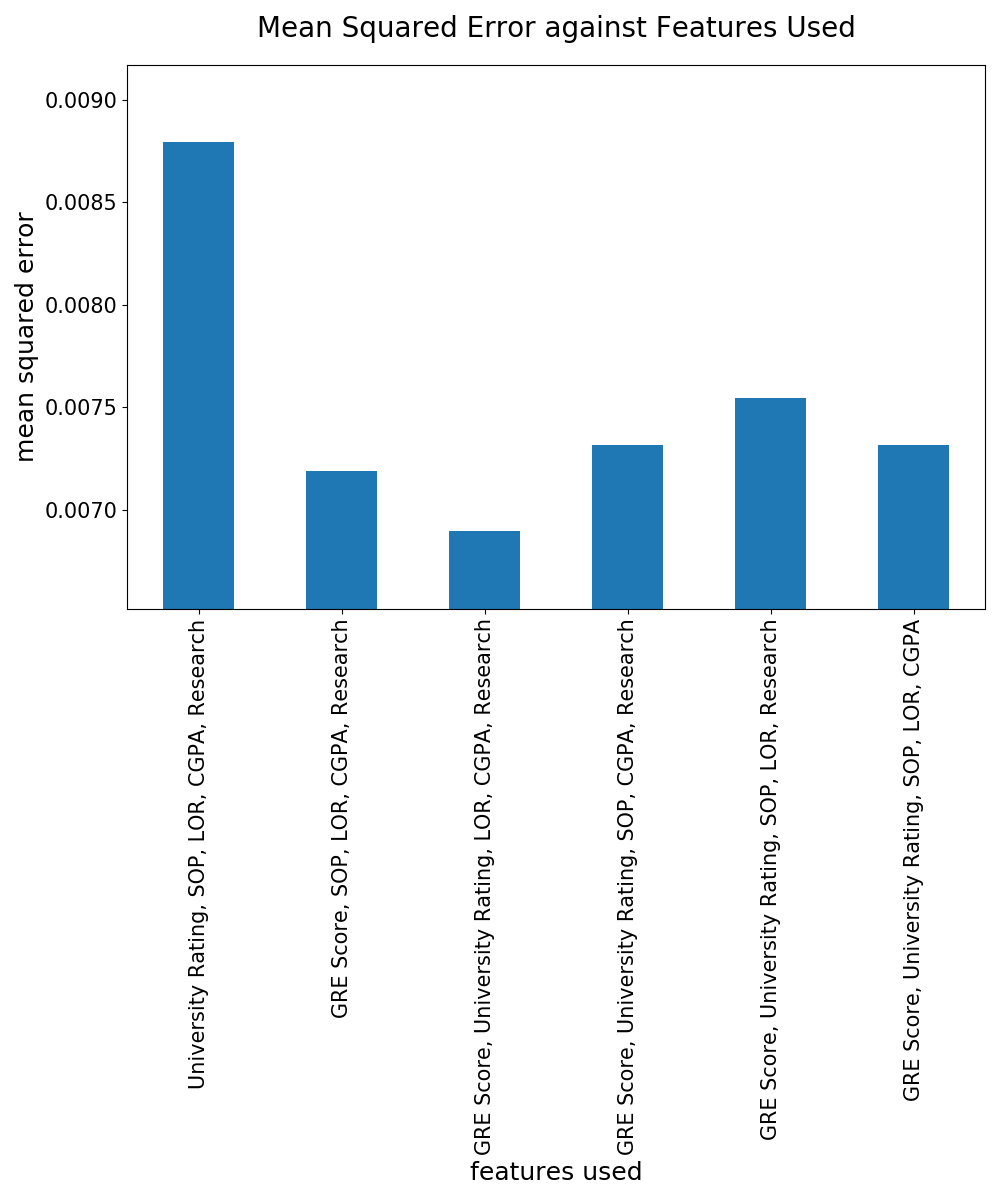 Mean Squared Error against Features Used
mean squared error
0.0090
0.0085
0.0080
0.0075
0.0070
University Rating, SOP, LOR, CGPA, Research
GRE Score, SOP, LOR, CGPA, Research
GRE Score, University Rating, LOR, CGPA, Research
GRE Score, University Rating, SOP, CGPA, Research
GRE Score, University Rating, SOP, LOR, Research
GRE Score, University Rating, SOP, LOR, CGPA
features used